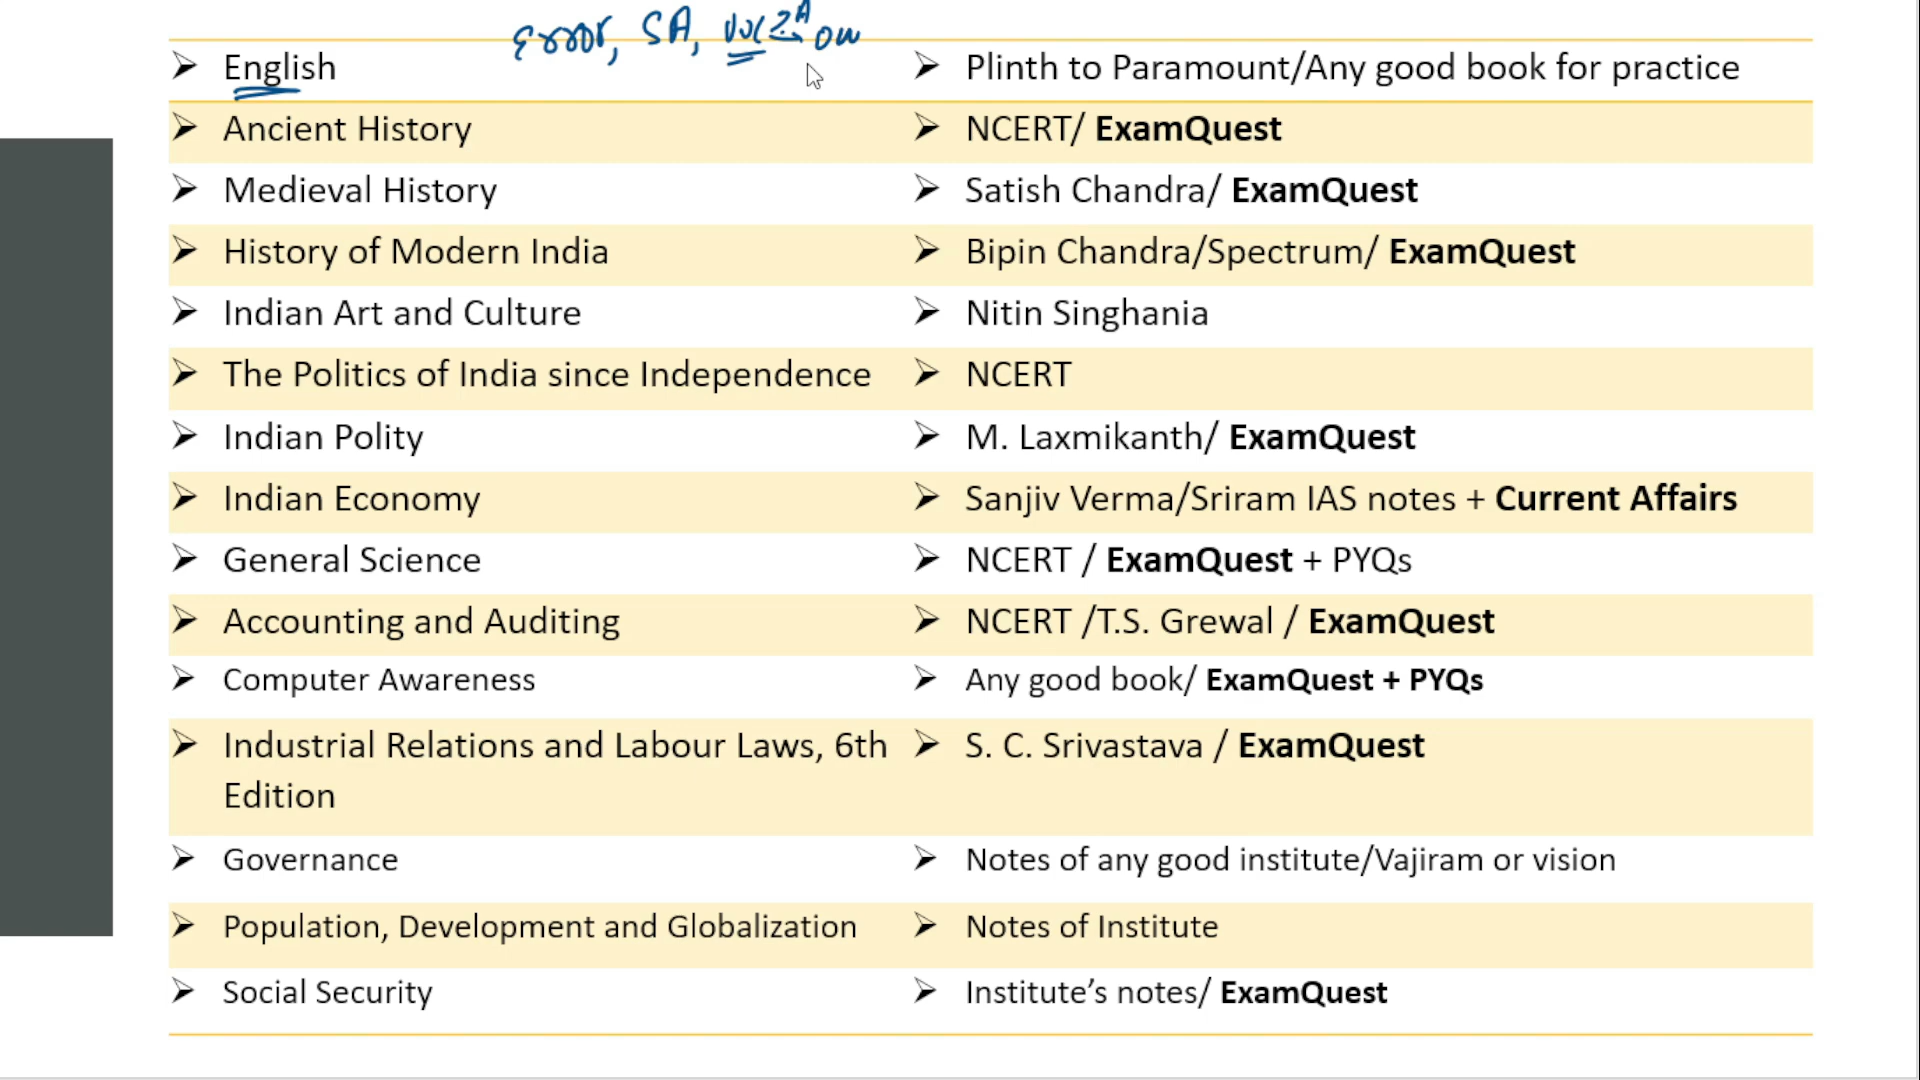 Error, SA,
English
Plinth to Paramount/Any good book for practice
Ancient History
NCERT/ ExamQuest
Medieval History
Satish Chandra/ ExamQuest
History of Modern India
Bipin Chandra/Spectrum/ ExamQuest
Indian Art and Culture
Nitin Singhania
The Politics of India since Independence
NCERT
Indian Polity
M. Laxmikanth/ ExamQuest
Indian Economy
Sanjiv Verma/Sriram IAS notes + Current Affairs
General Science
NCERT / ExamQuest + PYQs
Accounting and Auditing
NCERT /T.S. Grewal / ExamQuest
Computer Awareness
Any good book/ ExamQuest + PYQs
Industrial Relations and Labour Laws, 6th
Edition
S. C. Srivastava / ExamQuest
Governance
Notes of any good institute/Vajiram or vision
Population, Development and Globalization
Notes of Institute
Social Security
Institute’s notes/ ExamQuest